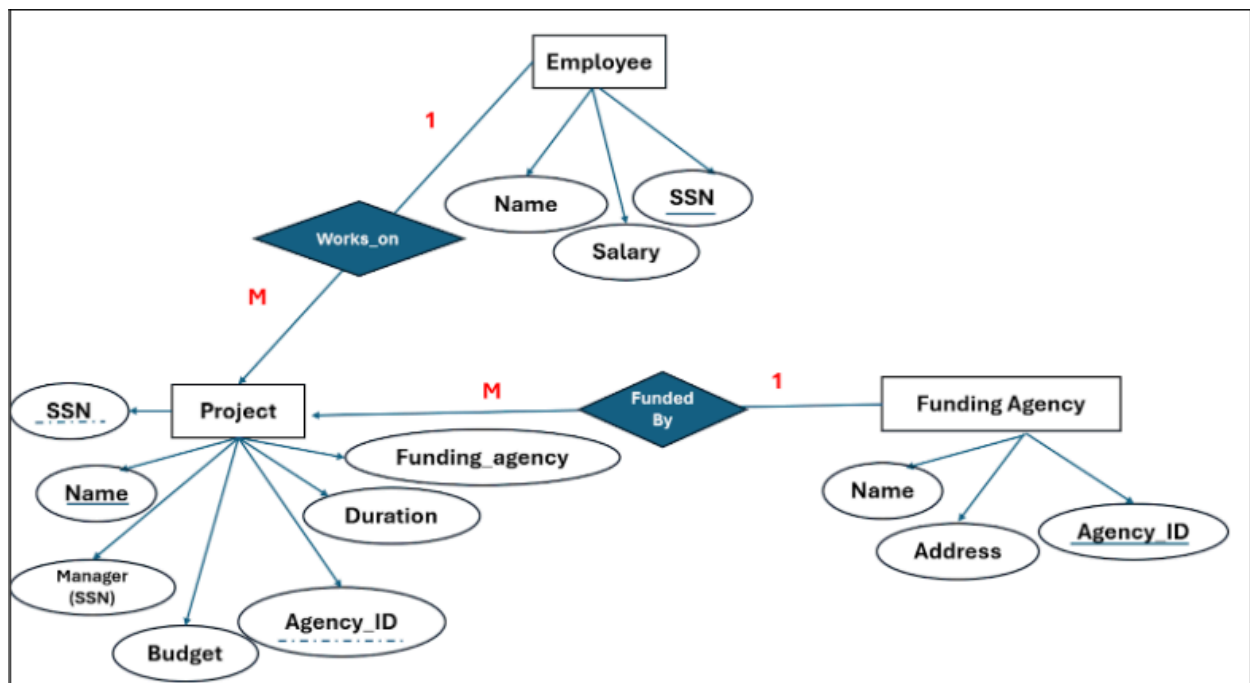 Employee
1
Name
SSN
Salary
Works_on
M
SSN
Project
M
Funded
By
1
Funding Agency
Funding_agency
Name
Duration
Name
Address
Agency_ID
Manager
(SSN)
Agency_ID
Budget